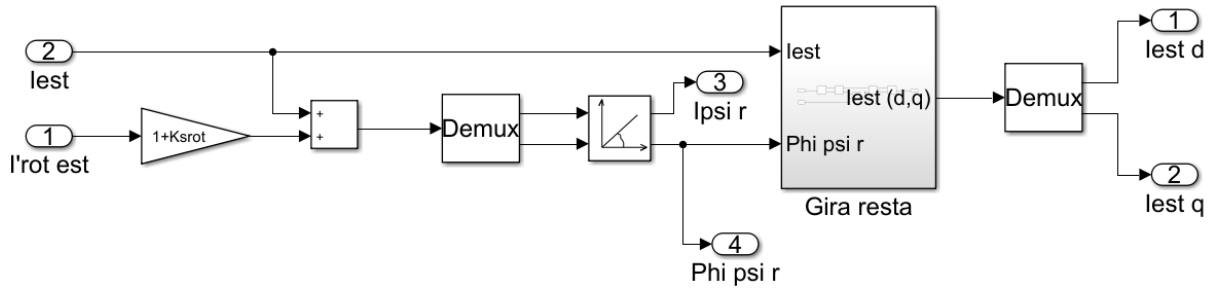 2
Iest
1
I'rot est
1+Ksrot
+
+
Demux
3
Ipsi r
4
Phi psi r
Iest
Iest (d,q)
Phi psi r
Gira resta
Demux
1
Iest d
2
Iest q